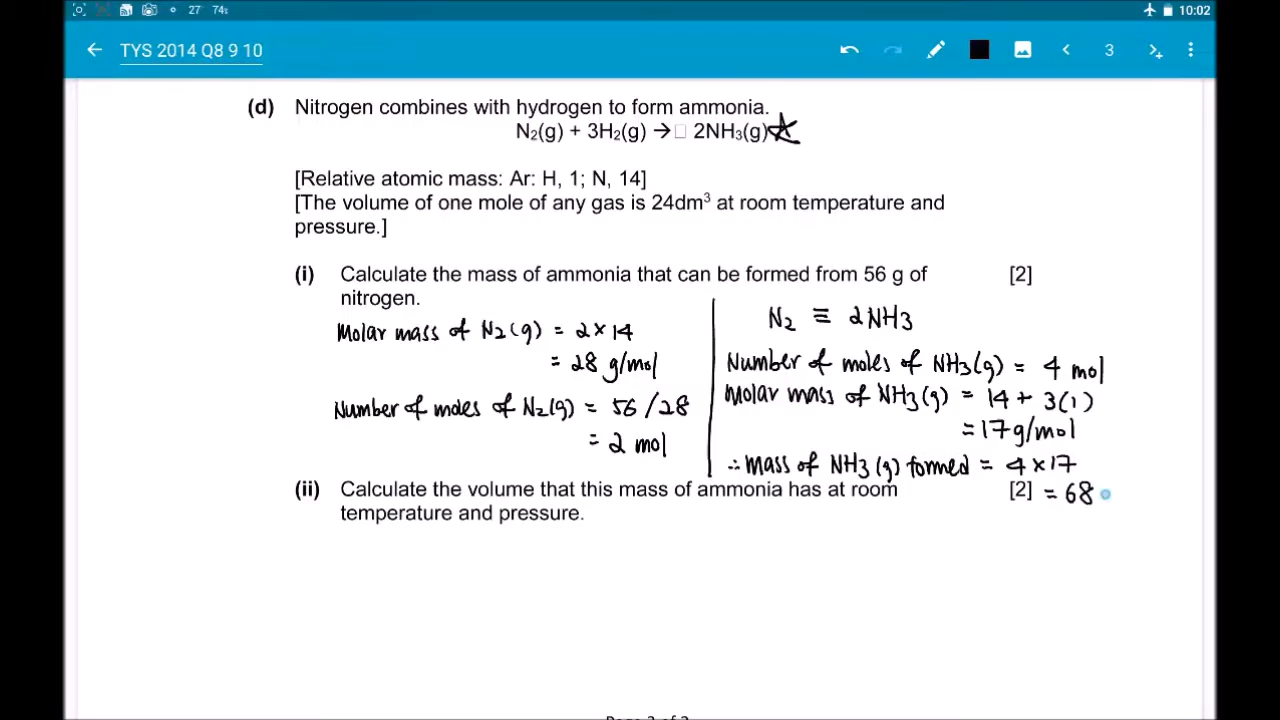 27 74% 10:02
TYS 2014 Q8 9 10
3
(d) Nitrogen combines with hydrogen to form ammonia.
N₂(g) + 3H₂(g) →□ 2NH₃(g)
[Relative atomic mass: Ar: H, 1; N, 14]
[The volume of one mole of any gas is 24dm³ at room temperature and
pressure.]
(i) Calculate the mass of ammonia that can be formed from 56 g of [2]
nitrogen.
Molar mass of N₂(g) = 2 × 14
= 28 g/mol
Number of moles of N₂(g) = 56 / 28
= 2 mol
N₂ ≡ 2NH₃
Number of moles of NH₃(g) = 4 mol
Molar mass of NH₃(g) = 14 + 3(1)
= 17 g/mol
∴ Mass of NH₃(g) formed = 4 × 17
= 68
(ii) Calculate the volume that this mass of ammonia has at room [2]
temperature and pressure.